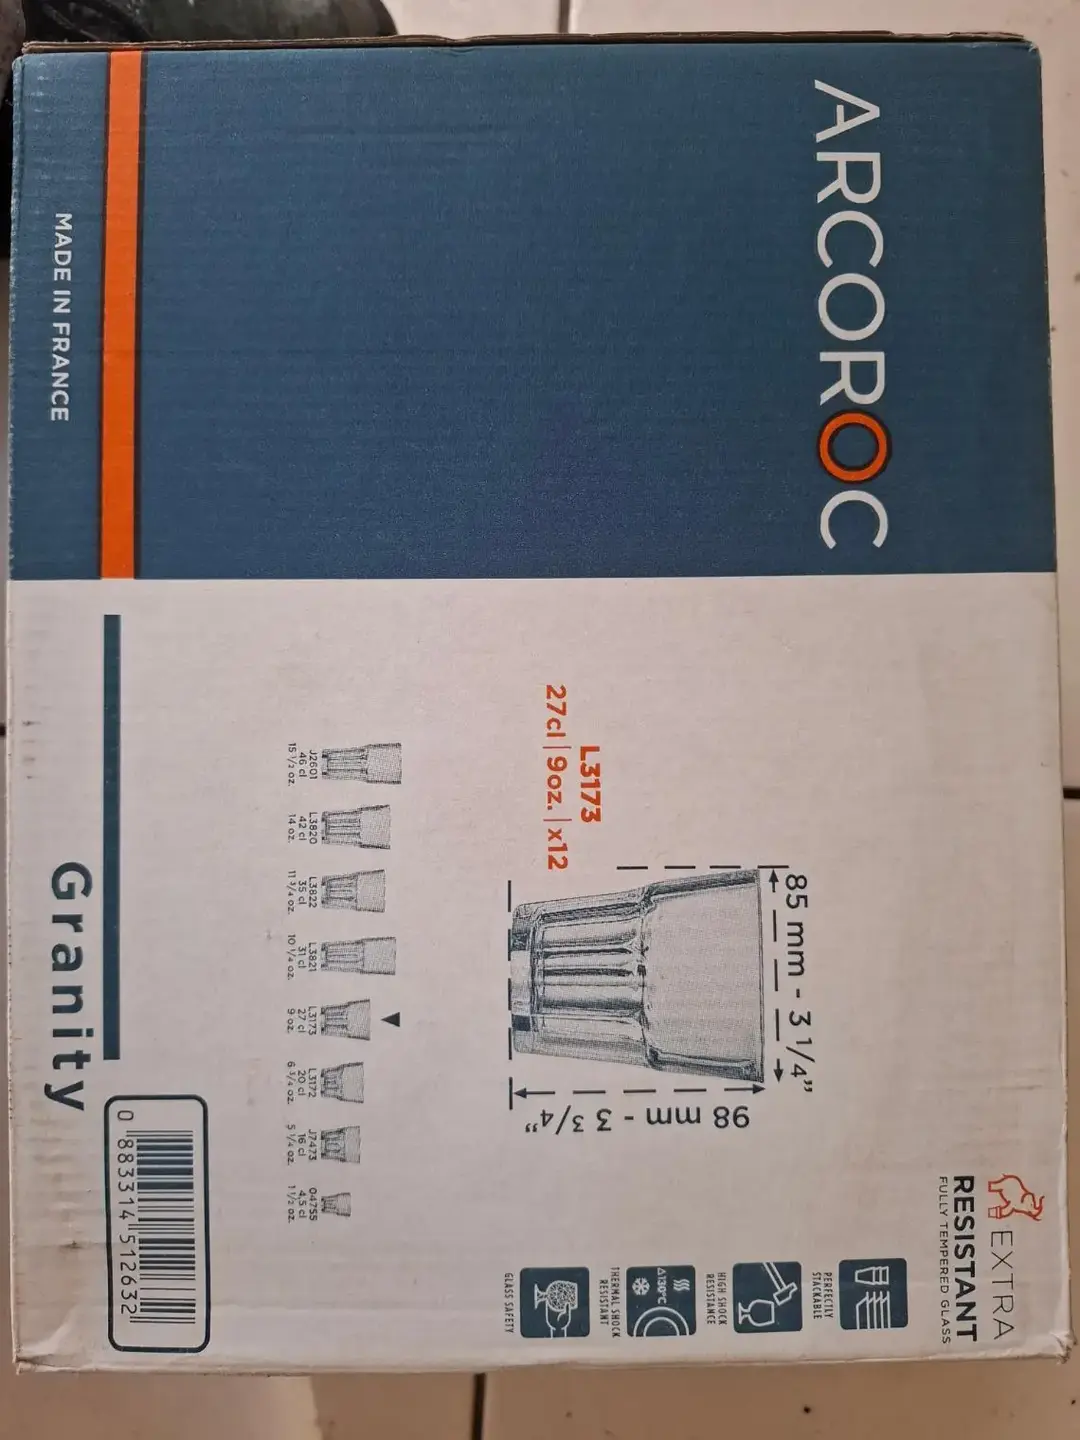 ARCOROC
MADE IN FRANCE
EXTRA
RESISTANT
FULLY TEMPERED GLASS
85 mm - 3 1/4”
98 mm - 3 3/4”
L3173
27cl | 9oz. | x12
PERFECTLY
STACKABLE
HIGH SHOCK
RESISTANCE
Δ130°C
THERMAL SHOCK
RESISTANT
GLASS SAFETY
J2601
46 cl
15 1/2 oz.
L3820
42 cl
14 oz.
L3822
35 cl
11 3/4 oz.
L3821
31 cl
10 1/4 oz.
L3173
27 cl
9 oz.
L3172
20 cl
6 3/4 oz.
J7473
16 cl
5 1/4 oz.
04755
4,5 cl
1 1/2 oz.
Granity
0 883314 512632